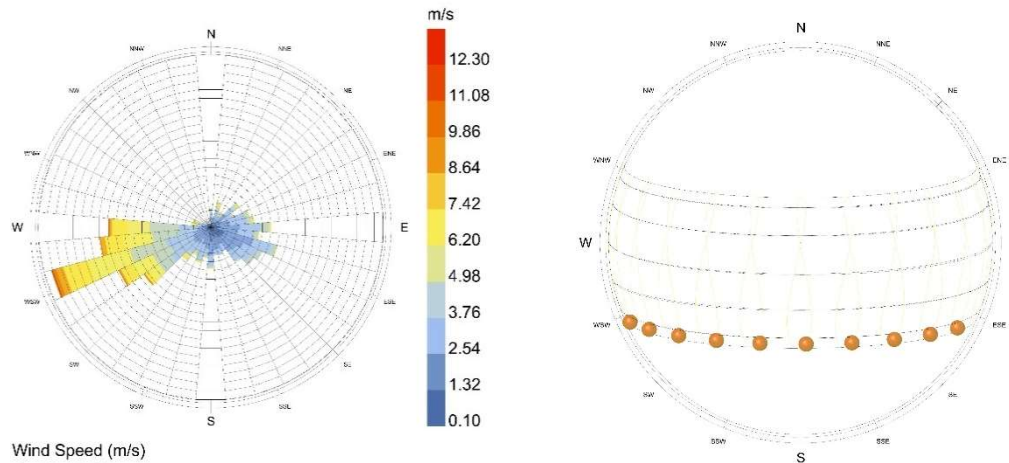 N
NNW
NNE
NW
NE
WNW
ENE
W
E
WSW
ESE
SW
SE
SSW
SSE
S
Wind Speed (m/s)
m/s
12.30
11.08
9.86
8.64
7.42
6.20
4.98
3.76
2.54
1.32
0.10
N
NNW
NNE
NW
NE
WNW
ENE
W
E
WSW
ESE
SW
SE
SSW
SSE
S